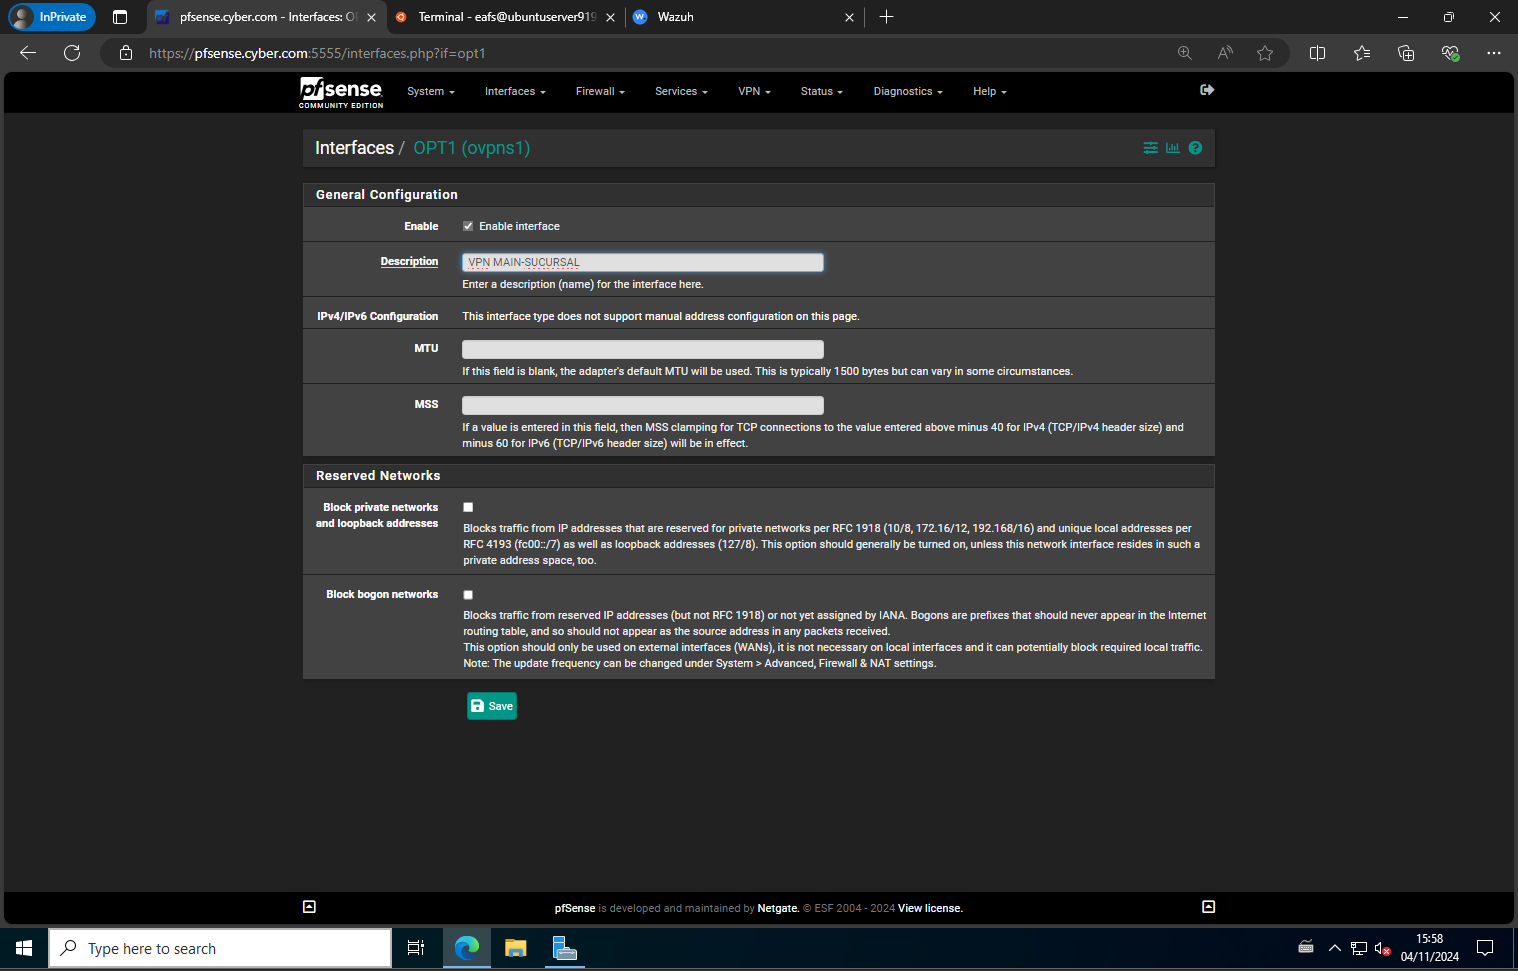 InPrivate
pfsense.cyber.com - Interfaces: OF
Terminal - eafs@ubuntuserver919
Wazuh
https://pfsense.cyber.com:5555/interfaces.php?if=opt1
pfsense
COMMUNITY EDITION
System
Interfaces
Firewall
Services
VPN
Status
Diagnostics
Help
Interfaces / OPT1 (ovpns1)
General Configuration
Enable
Enable interface
Description
VPN MAIN-SUCURSAL
Enter a description (name) for the interface here.
IPv4/IPv6 Configuration
This interface type does not support manual address configuration on this page.
MTU
If this field is blank, the adapter's default MTU will be used. This is typically 1500 bytes but can vary in some circumstances.
MSS
If a value is entered in this field, then MSS clamping for TCP connections to the value entered above minus 40 for IPv4 (TCP/IPv4 header size) and
minus 60 for IPv6 (TCP/IPv6 header size) will be in effect.
Reserved Networks
Block private networks
and loopback addresses
Blocks traffic from IP addresses that are reserved for private networks per RFC 1918 (10/8, 172.16/12, 192.168/16) and unique local addresses per
RFC 4193 (fc00::/7) as well as loopback addresses (127/8). This option should generally be turned on, unless this network interface resides in such a
private address space, too.
Block bogon networks
Blocks traffic from reserved IP addresses (but not RFC 1918) or not yet assigned by IANA. Bogons are prefixes that should never appear in the Internet
routing table, and so should not appear as the source address in any packets received.
This option should only be used on external interfaces (WANs), it is not necessary on local interfaces and it can potentially block required local traffic.
Note: The update frequency can be changed under System > Advanced, Firewall & NAT settings.
Save
pfSense is developed and maintained by Netgate. © ESF 2004 - 2024 View license.
Type here to search
15:58
04/11/2024